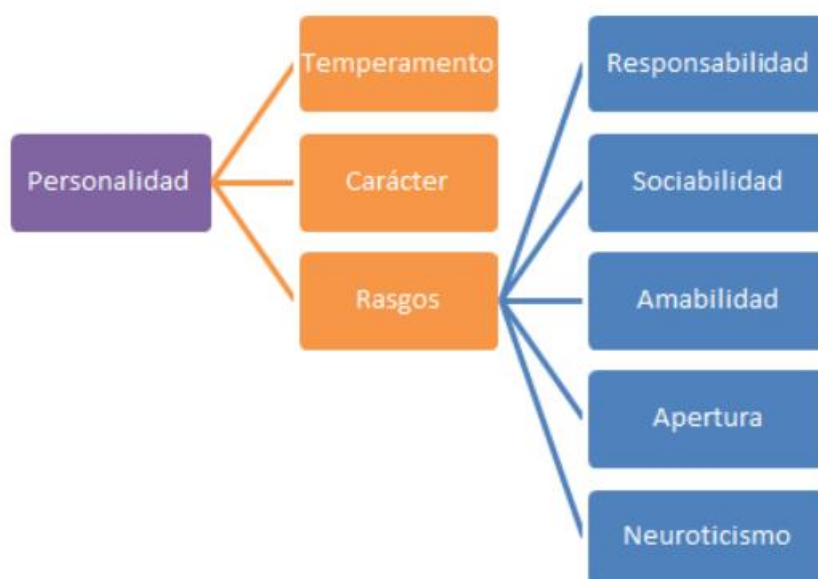 Personalidad
Temperamento
Carácter
Rasgos
Responsabilidad
Sociabilidad
Amabilidad
Apertura
Neuroticismo